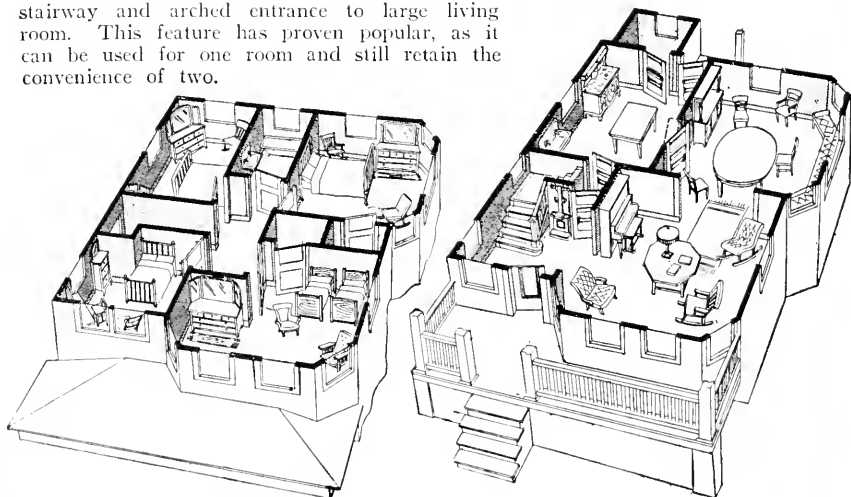 stairway and arched entrance to large living
room. This feature has proven popular, as it
can be used for one room and still retain the
convenience of two.